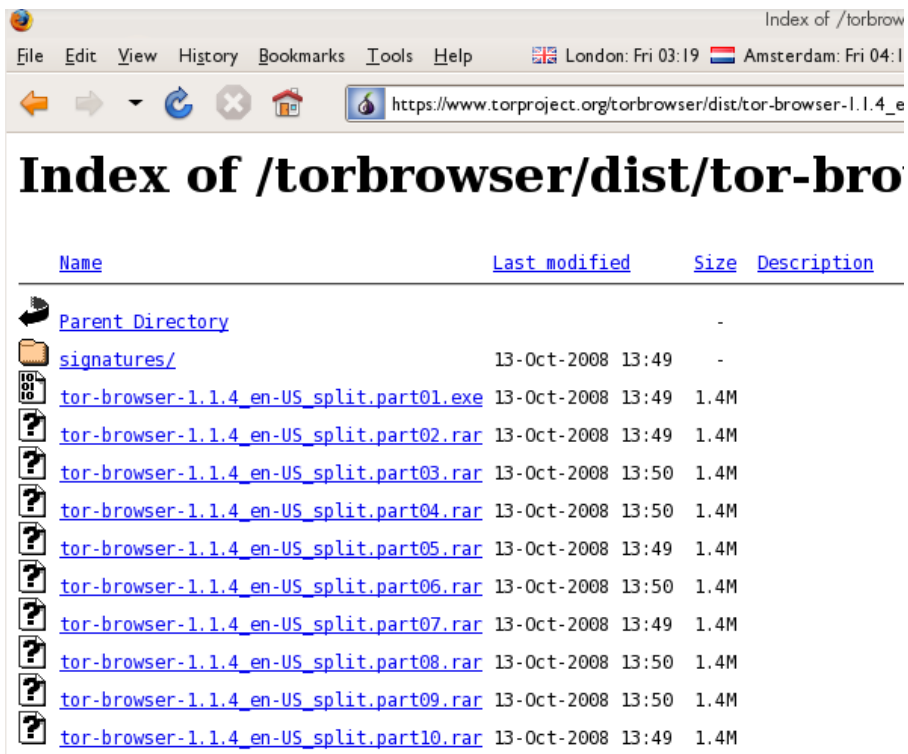 Index of /torbrow
File Edit View History Bookmarks Tools Help London: Fri 03:19 Amsterdam: Fri 04:1
https://www.torproject.org/torbrowser/dist/tor-browser-1.1.4_e
Index of /torbrowser/dist/tor-bro
Name Last modified Size Description
Parent Directory -
signatures/ 13-Oct-2008 13:49 -
tor-browser-1.1.4_en-US_split.part01.exe 13-Oct-2008 13:49 1.4M
tor-browser-1.1.4_en-US_split.part02.rar 13-Oct-2008 13:49 1.4M
tor-browser-1.1.4_en-US_split.part03.rar 13-Oct-2008 13:50 1.4M
tor-browser-1.1.4_en-US_split.part04.rar 13-Oct-2008 13:50 1.4M
tor-browser-1.1.4_en-US_split.part05.rar 13-Oct-2008 13:49 1.4M
tor-browser-1.1.4_en-US_split.part06.rar 13-Oct-2008 13:50 1.4M
tor-browser-1.1.4_en-US_split.part07.rar 13-Oct-2008 13:49 1.4M
tor-browser-1.1.4_en-US_split.part08.rar 13-Oct-2008 13:50 1.4M
tor-browser-1.1.4_en-US_split.part09.rar 13-Oct-2008 13:50 1.4M
tor-browser-1.1.4_en-US_split.part10.rar 13-Oct-2008 13:49 1.4M